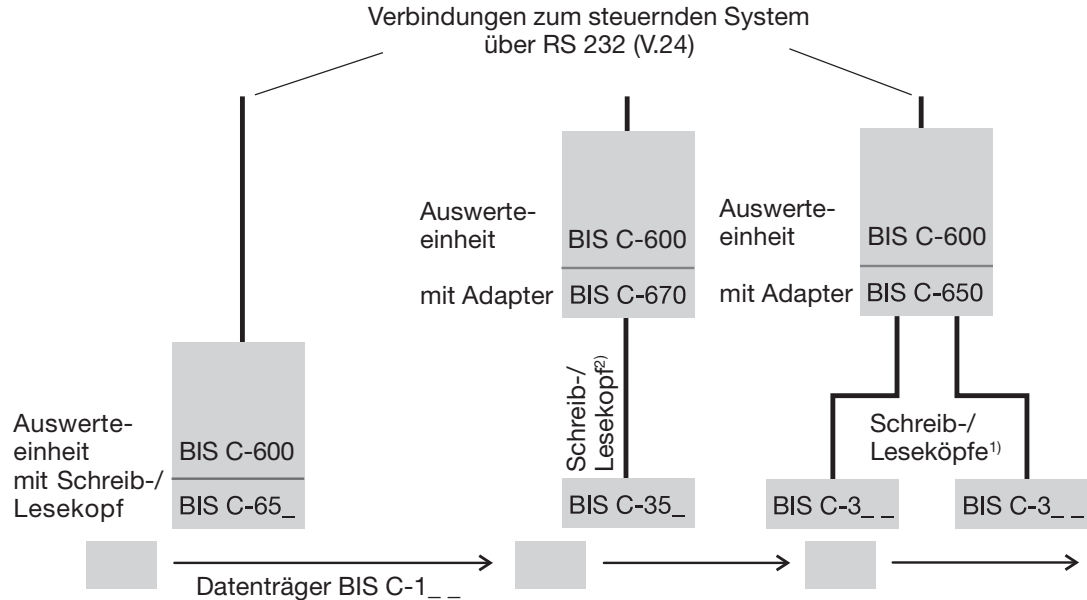 Verbindungen zum steuernden System
über RS 232 (V.24)
Auswerte-
einheit
mit Schreib-/
Lesekopf
BIS C-600
BIS C-65_
Auswerte-
einheit
mit Adapter
BIS C-600
BIS C-670
Schreib-/
Lesekopf²⁾
BIS C-35_
Auswerte-
einheit
mit Adapter
BIS C-600
BIS C-650
Schreib-/
Leseköpfe¹⁾
BIS C-3_ _
BIS C-3_ _
Datenträger BIS C-1_ _